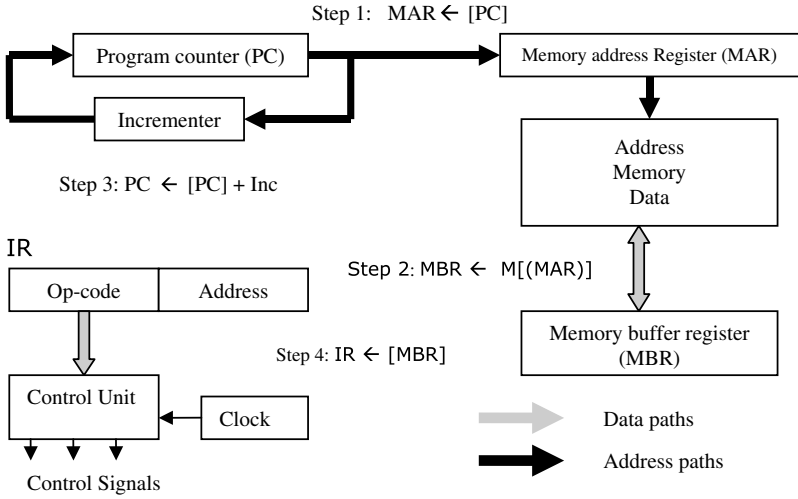 Step 1: MAR ← [PC]
Program counter (PC)
Memory address Register (MAR)
Incrementer
Address
Memory
Data
Step 3: PC ← [PC] + Inc
IR
Step 2: MBR ← M[(MAR)]
Op-code
Address
Memory buffer register
(MBR)
Step 4: IR ← [MBR]
Control Unit
Clock
Data paths
Address paths
Control Signals